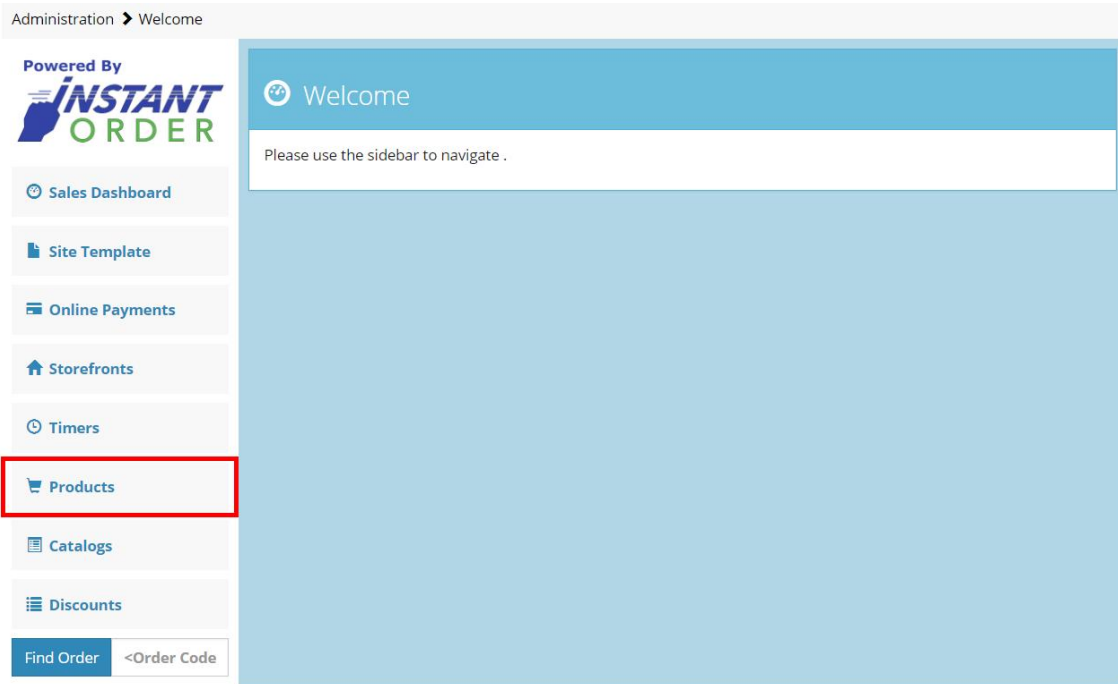 Administration > Welcome
Powered By
INSTANT
ORDER
Welcome
Please use the sidebar to navigate .
Sales Dashboard
Site Template
Online Payments
Storefronts
Timers
Products
Catalogs
Discounts
Find Order
<Order Code